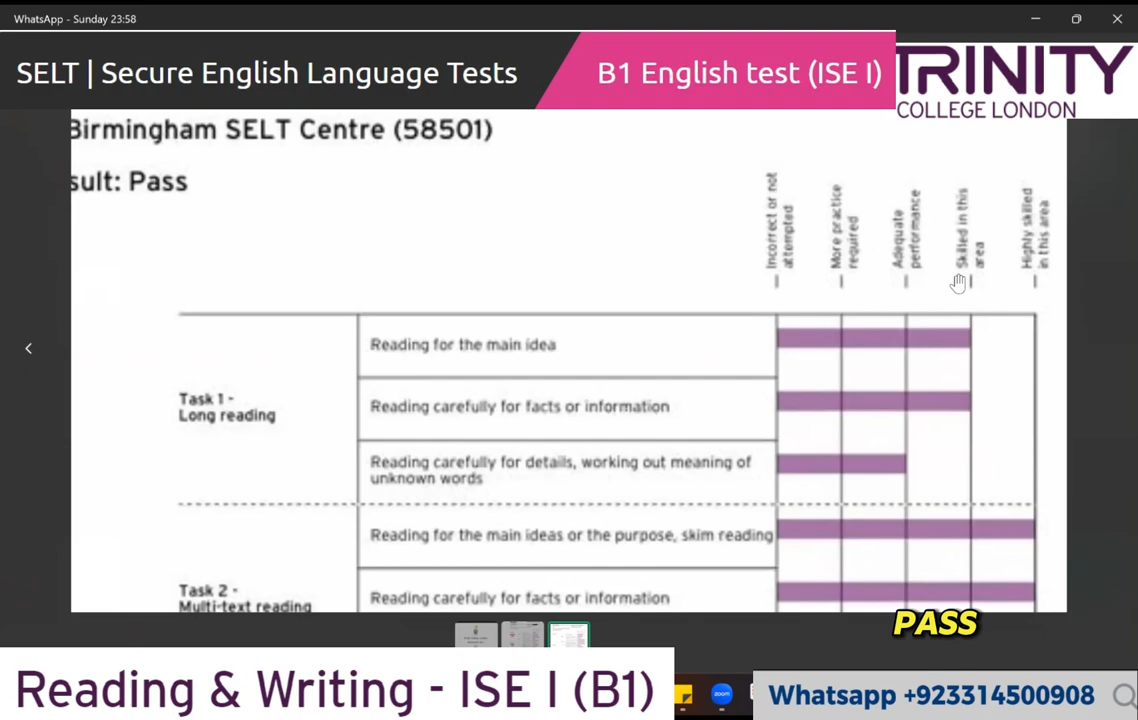 WhatsApp - Sunday 23:58
SELT | Secure English Language Tests
B1 English test (ISE I)
TRINITY
COLLEGE LONDON
Birmingham SELT Centre (58501)
sult: Pass
Incorrect or not
attempted
More practice
required
Adequate
performance
Skilled in this
area
Highly skilled
in this area
Task 1 -
Long reading
Reading for the main idea
Reading carefully for facts or information
Reading carefully for details, working out meaning of
unknown words
Task 2 -
Multi-text reading
Reading for the main ideas or the purpose, skim reading
Reading carefully for facts or information
PASS
Reading & Writing - ISE I (B1)
zoom
Whatsapp +923314500908